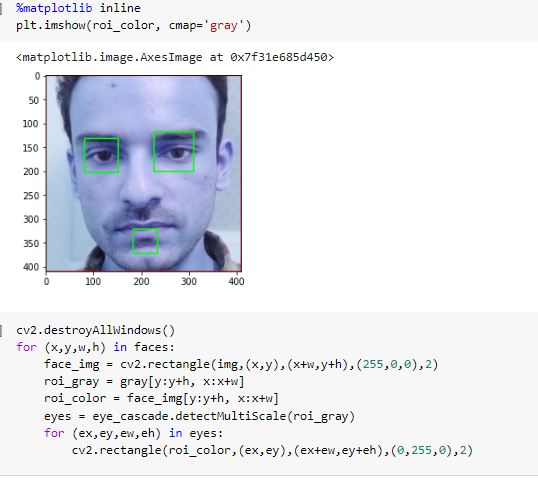 %matplotlib inline
plt.imshow(roi_color, cmap='gray')
<matplotlib.image.AxesImage at 0x7f31e685d450>
0
50
100
150
200
250
300
350
400
0 100 200 300 400
cv2.destroyAllWindows()
for (x,y,w,h) in faces:
    face_img = cv2.rectangle(img,(x,y),(x+w,y+h),(255,0,0),2)
    roi_gray = gray[y:y+h, x:x+w]
    roi_color = face_img[y:y+h, x:x+w]
    eyes = eye_cascade.detectMultiScale(roi_gray)
    for (ex,ey,ew,eh) in eyes:
        cv2.rectangle(roi_color,(ex,ey),(ex+ew,ey+eh),(0,255,0),2)